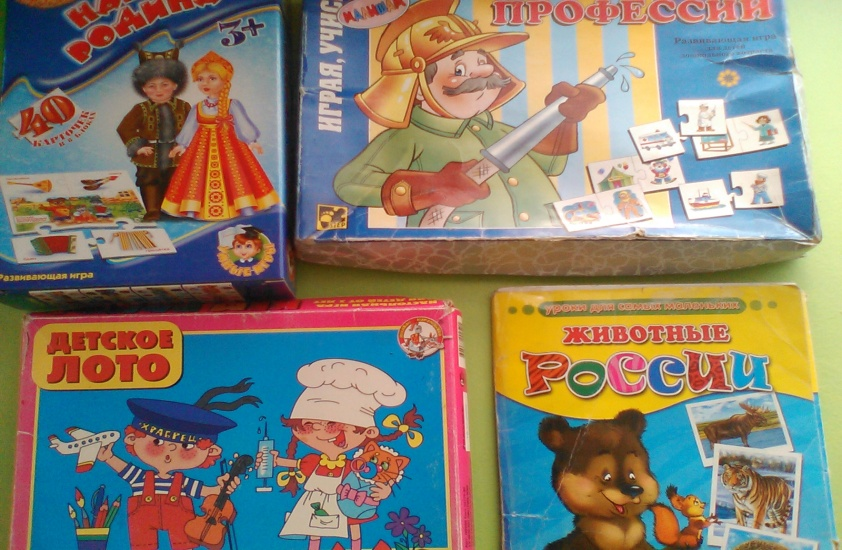 РОДИНА
3+
40
КАРТОЧЕК
Развивающая игра
ИГРАЯ, УЧИСЬ
МАЛЫШ
ПРОФЕССИИ
Развивающая игра
ДЕТСКОЕ
ЛОТО
ХРАБРЕЦ
уроки для самых маленьких
ЖИВОТНЫЕ
РОССИИ